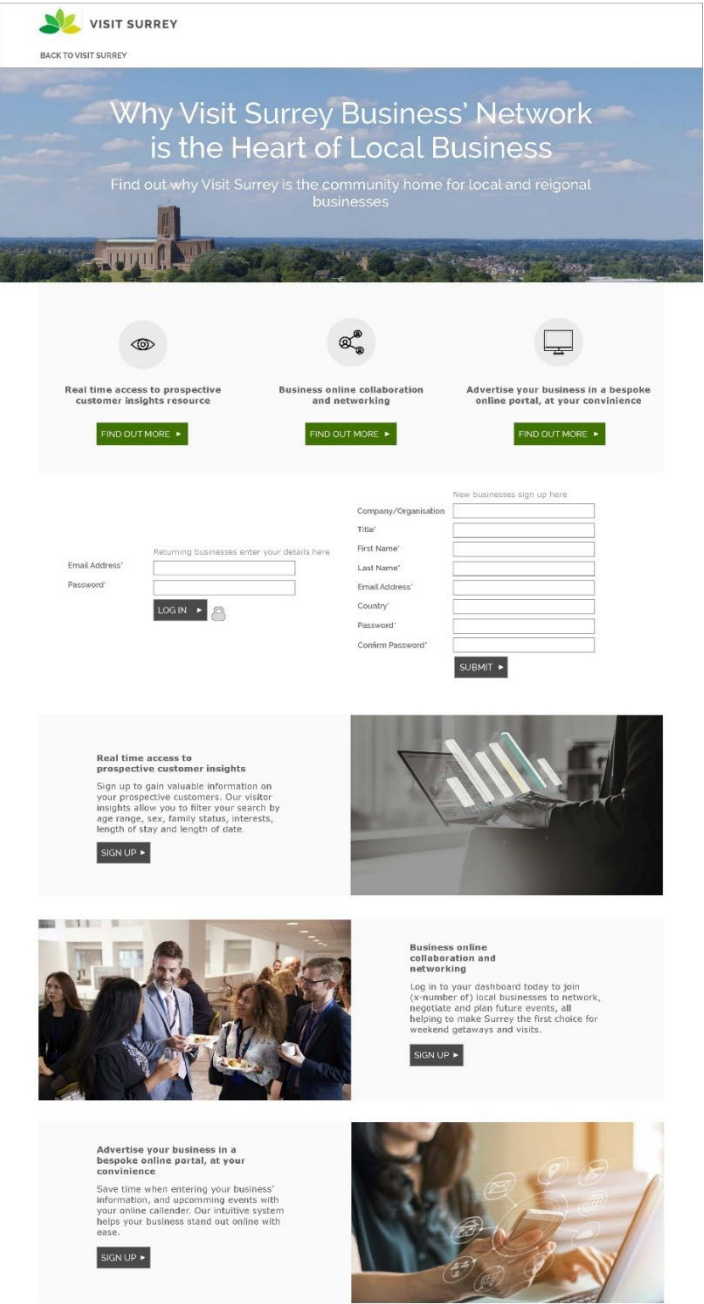 VISIT SURREY
BACK TO VISIT SURREY
Why Visit Surrey Business' Network
is the Heart of Local Business
Find out why Visit Surrey is the community home for local and reigonal
businesses
Real time access to prospective
customer insights resource
FIND OUT MORE ►
Business online collaboration
and networking
FIND OUT MORE ►
Advertise your business in a bespoke
online portal, at your convinience
FIND OUT MORE ►
Returning businesses enter your details here
Email Address*
Password*
LOG IN ►
New businesses sign up here
Company/Organisation
Title*
First Name*
Last Name*
Email Address*
Country*
Password*
Confirm Password*
SUBMIT ►
Real time access to
prospective customer insights
Sign up to gain valuable information on
your prospective customers. Our visitor
insights allow you to filter your search by
age range, sex, family status, interests,
length of stay and length of date.
SIGN UP ►
Business online
collaboration and
networking
Log in to your dashboard today to join
(x-number of) local businesses to network,
negotiate and plan future events, all
helping to make Surrey the first choice for
weekend getaways and visits.
SIGN UP ►
Advertise your business in a
bespoke online portal, at your
convinience
Save time when entering your business'
information, and upcomming events with
your online callender. Our intuitive system
helps your business stand out online with
ease.
SIGN UP ►